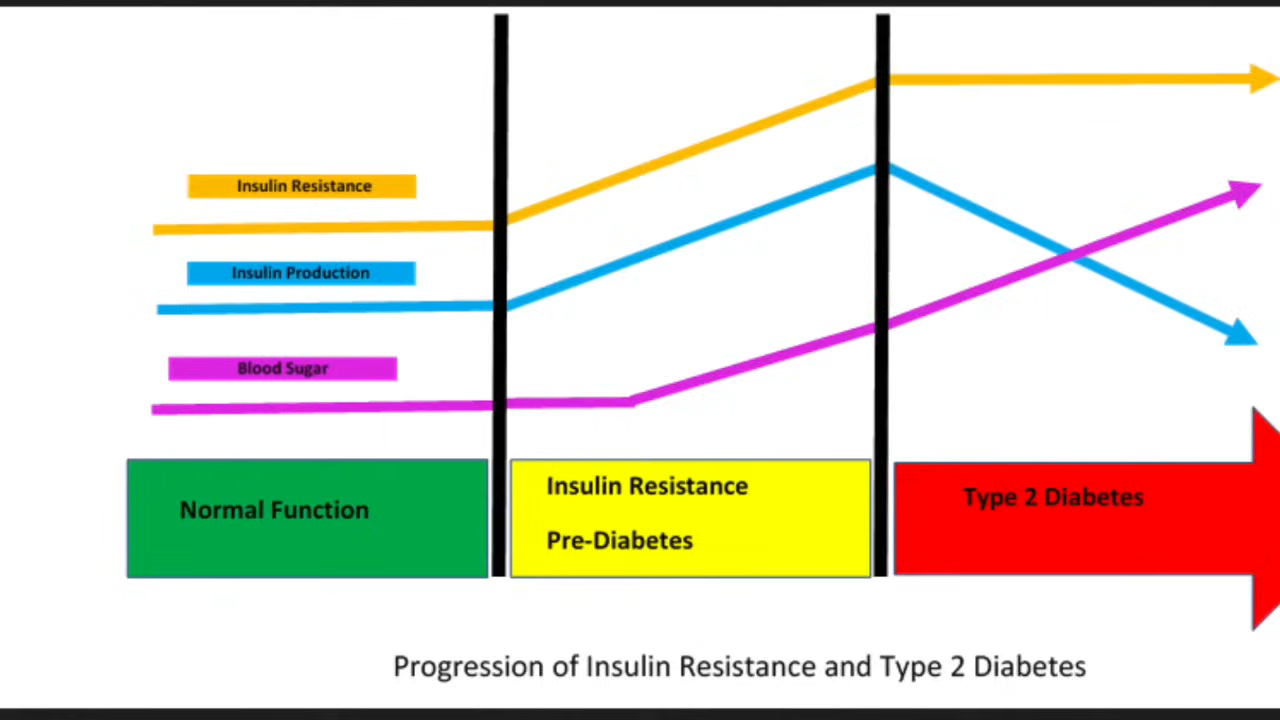 Insulin Resistance
Insulin Production
Blood Sugar
Normal Function
Insulin Resistance
Pre-Diabetes
Type 2 Diabetes
Progression of Insulin Resistance and Type 2 Diabetes